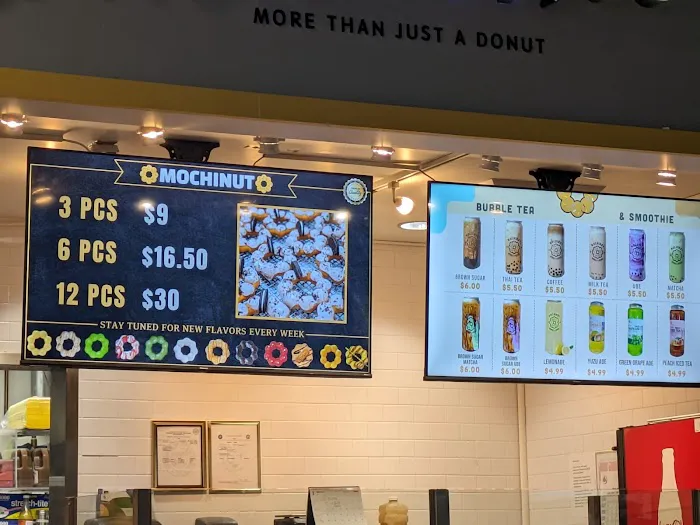 MORE THAN JUST A DONUT
MOCHINUT
3 PCS $9
6 PCS $16.50
12 PCS $30
STAY TUNED FOR NEW FLAVORS EVERY WEEK
BUBBLE TEA & SMOOTHIE
BROWN SUGAR THAI TEA COFFEE MILK TEA UBE MATCHA
$6.00 $5.50 $5.50 $5.50 $5.50 $5.50
BROWN SUGAR MATCHA
$6.00
BROWN SUGAR UBE
$6.00
LEMONADE YUZU ADE GREEN GRAPE ADE PEACH ICED TEA
$4.99 $4.99 $4.99 $4.99
stretch-tite